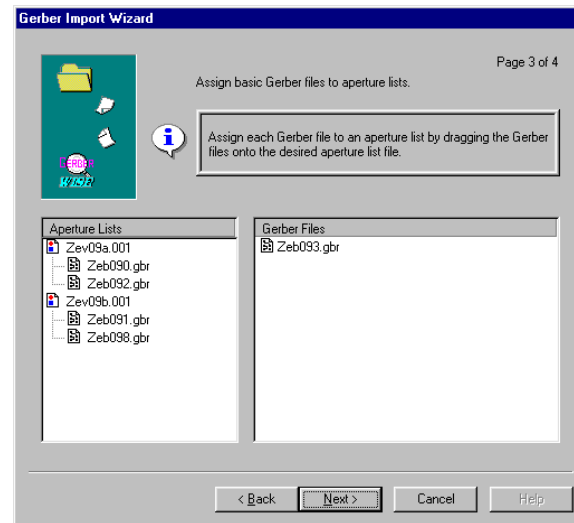 Gerber Import Wizard
Page 3 of 4
Assign basic Gerber files to aperture lists.
Assign each Gerber file to an aperture list by dragging the Gerber
files onto the desired aperture list file.
GERBER
WISE
Aperture Lists
Zev09a.001
Zeb090.gbr
Zeb092.gbr
Zev09b.001
Zeb091.gbr
Zeb098.gbr
Gerber Files
Zeb093.gbr
< Back
Next >
Cancel
Help